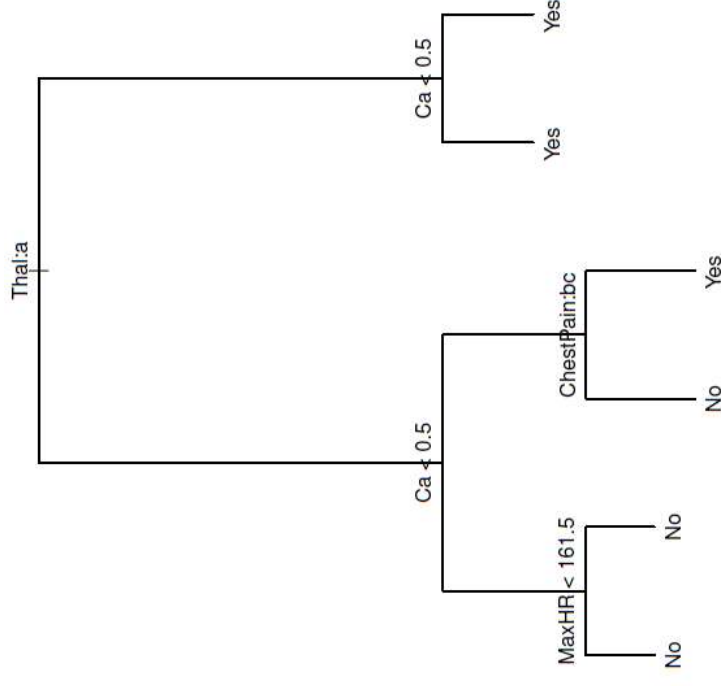 Thal:a
Ca < 0.5
Ca < 0.5
MaxHR < 161.5
ChestPain:bc
No
No
No
Yes
Yes
Yes